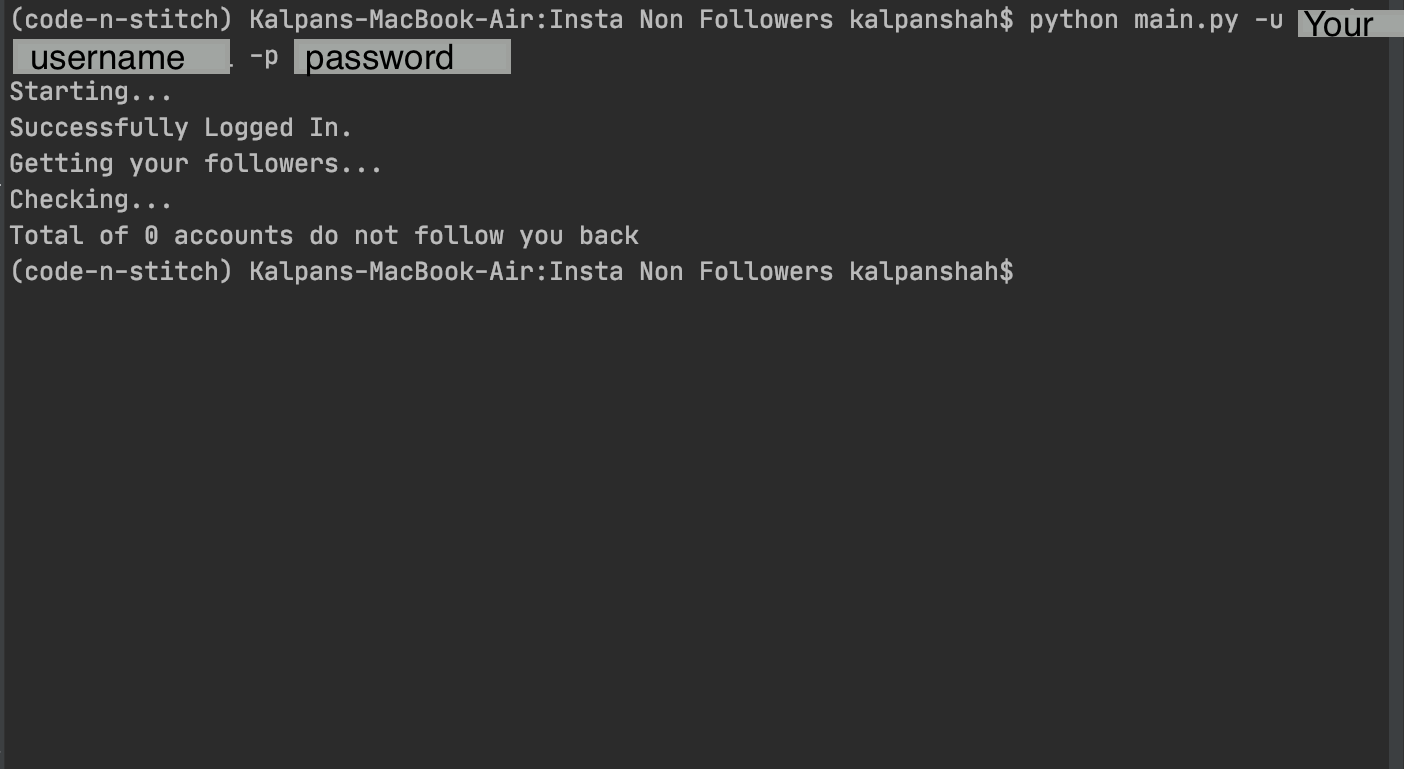 (code-n-stitch) Kalpans-MacBook-Air:Insta Non Followers kalpanshah$ python main.py -u Your
username -p password
Starting...
Successfully Logged In.
Getting your followers...
Checking...
Total of 0 accounts do not follow you back
(code-n-stitch) Kalpans-MacBook-Air:Insta Non Followers kalpanshah$